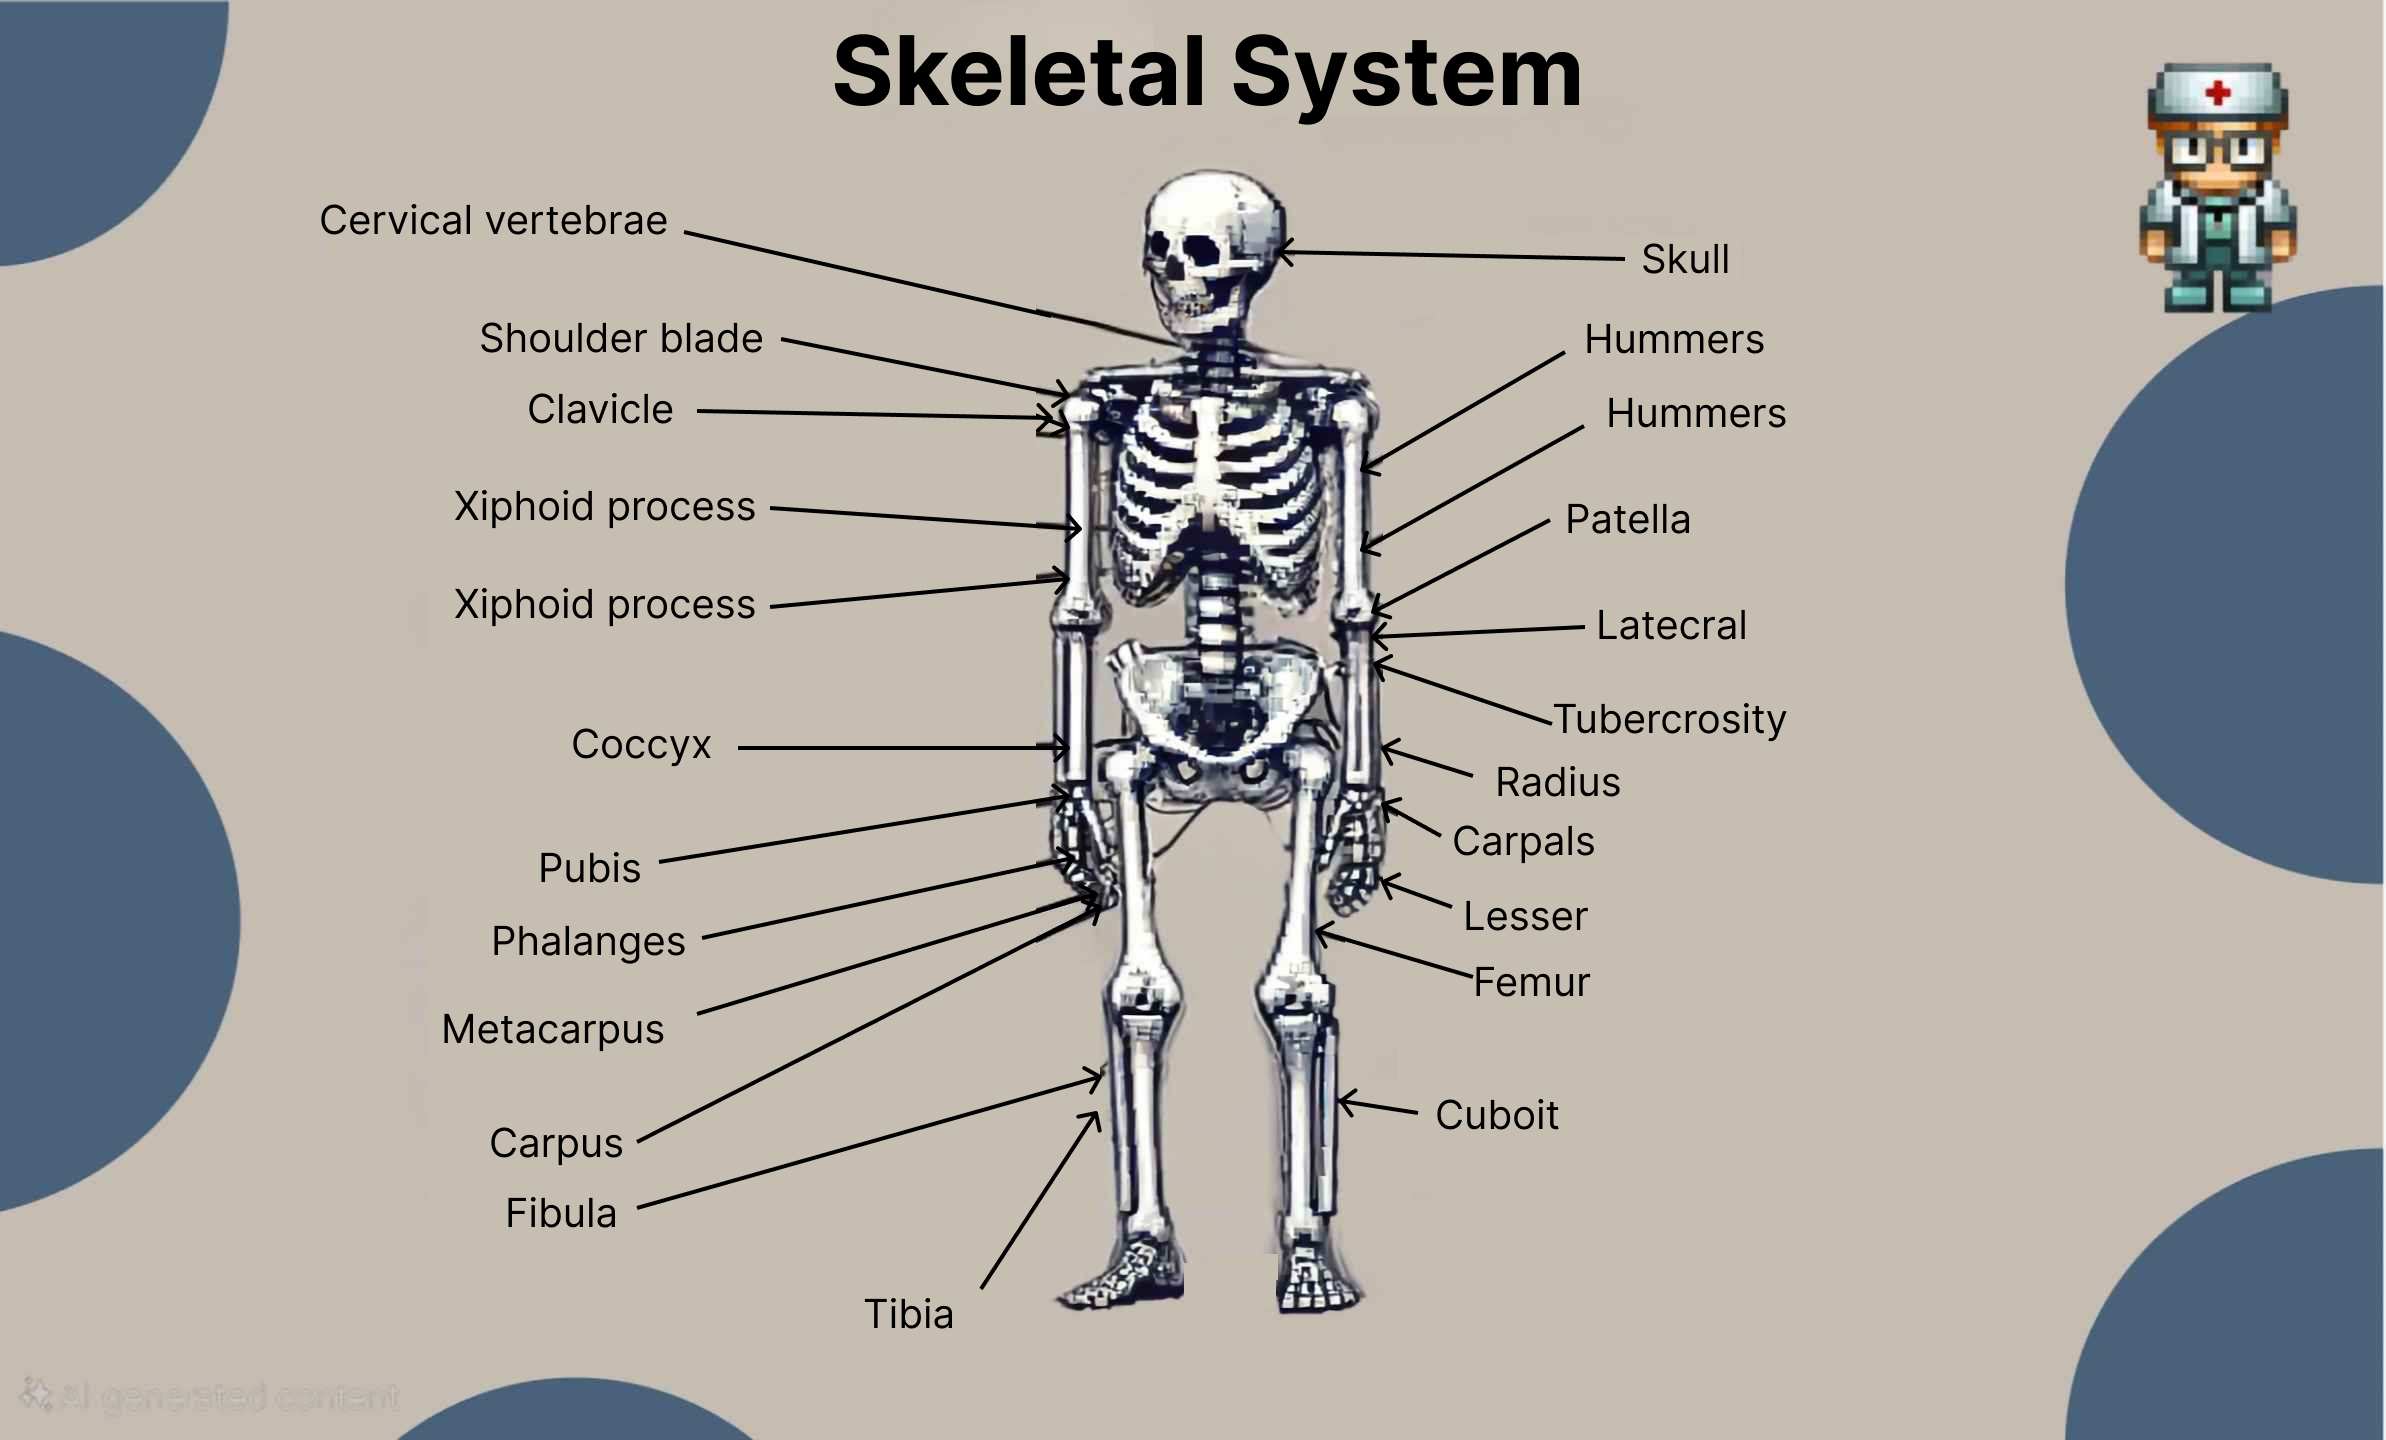 Skeletal System
Cervical vertebrae
Shoulder blade
Clavicle
Xiphoid process
Xiphoid process
Coccyx
Pubis
Phalanges
Metacarpus
Carpus
Fibula
Tibia
Skull
Hummers
Hummers
Patella
Latecral
Tubercrosity
Radius
Carpals
Lesser
Femur
Cuboit
AI generated content